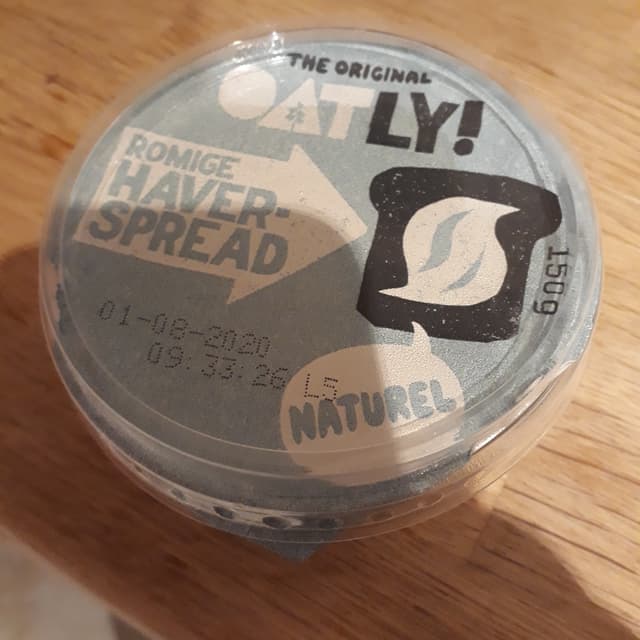 THE ORIGINAL
OATLY!
ROMIGE
HAVER-
SPREAD
150g
01-08-2020
09:33:26 L5
NATUREL